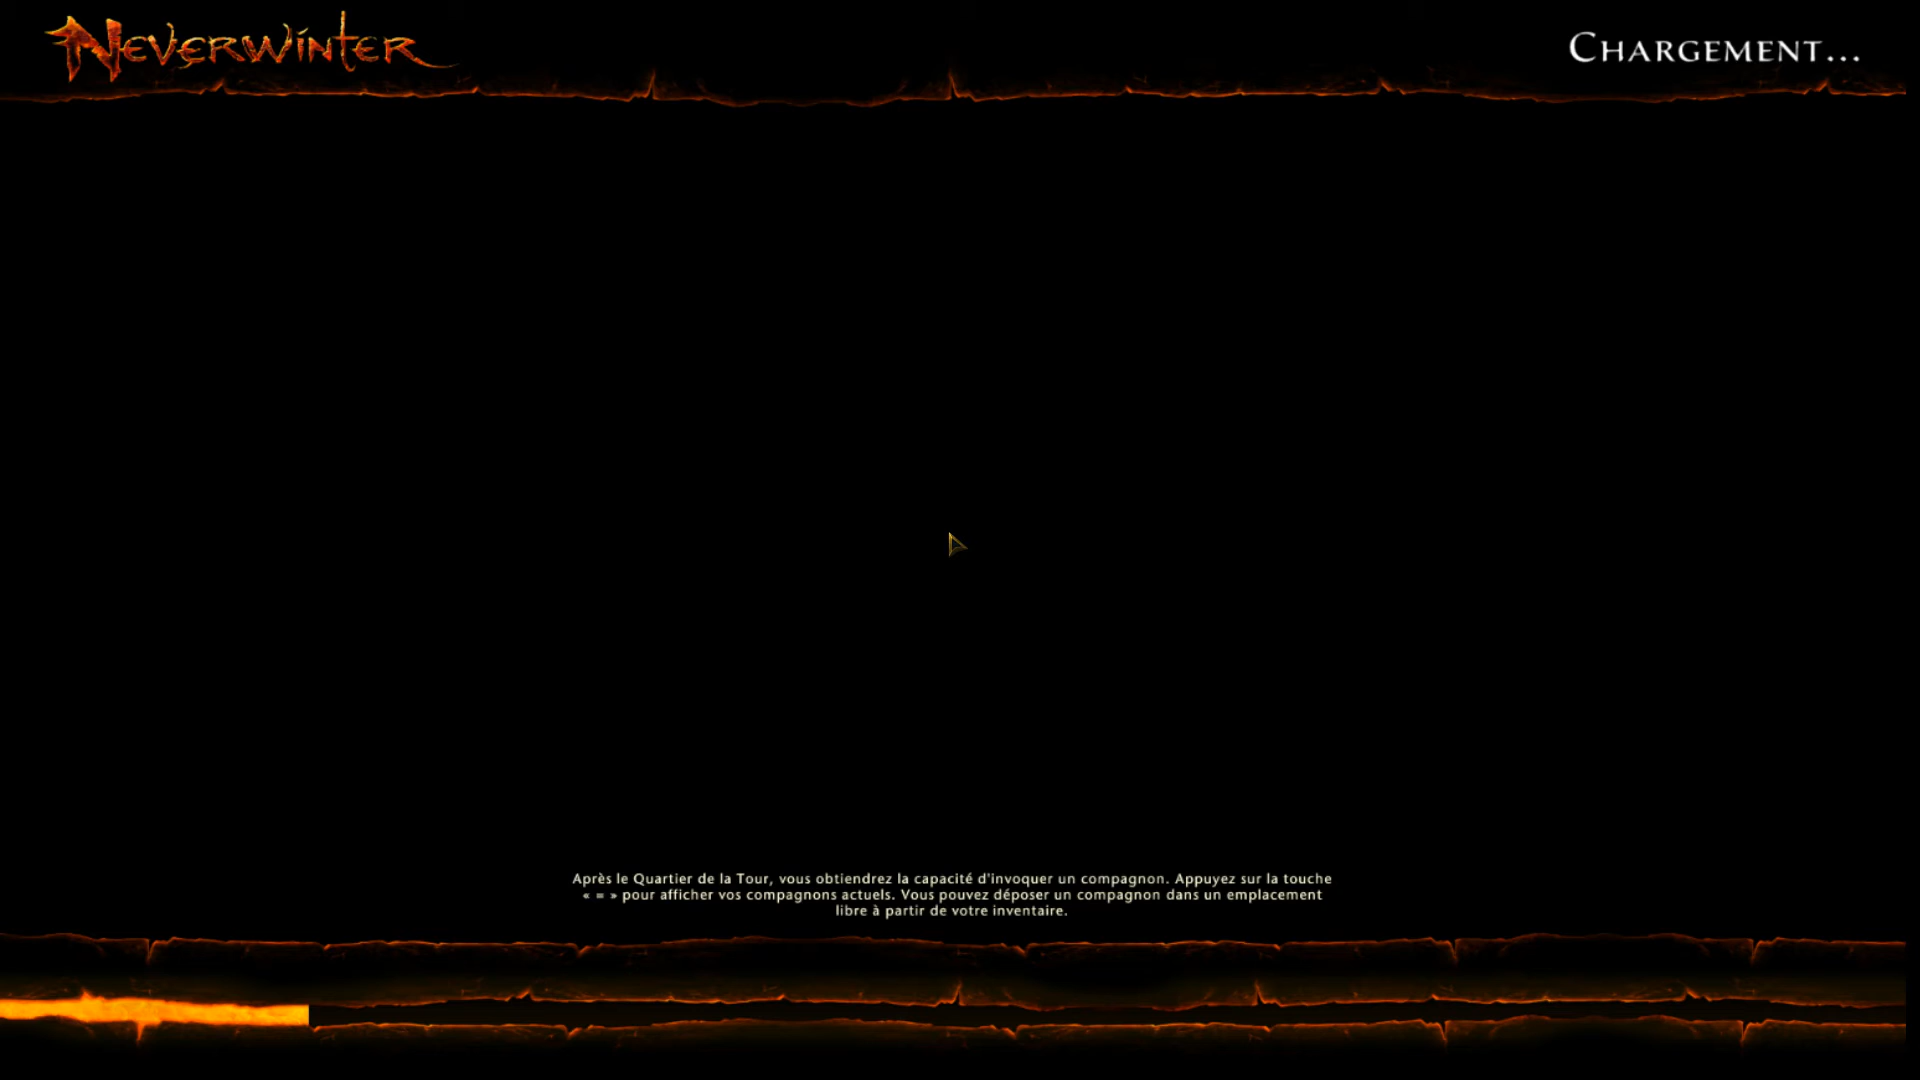 NEVERWINTER
CHARGEMENT...
Après le Quartier de la Tour, vous obtiendrez la capacité d'invoquer un compagnon. Appuyez sur la touche
« = » pour afficher vos compagnons actuels. Vous pouvez déposer un compagnon dans un emplacement
libre à partir de votre inventaire.